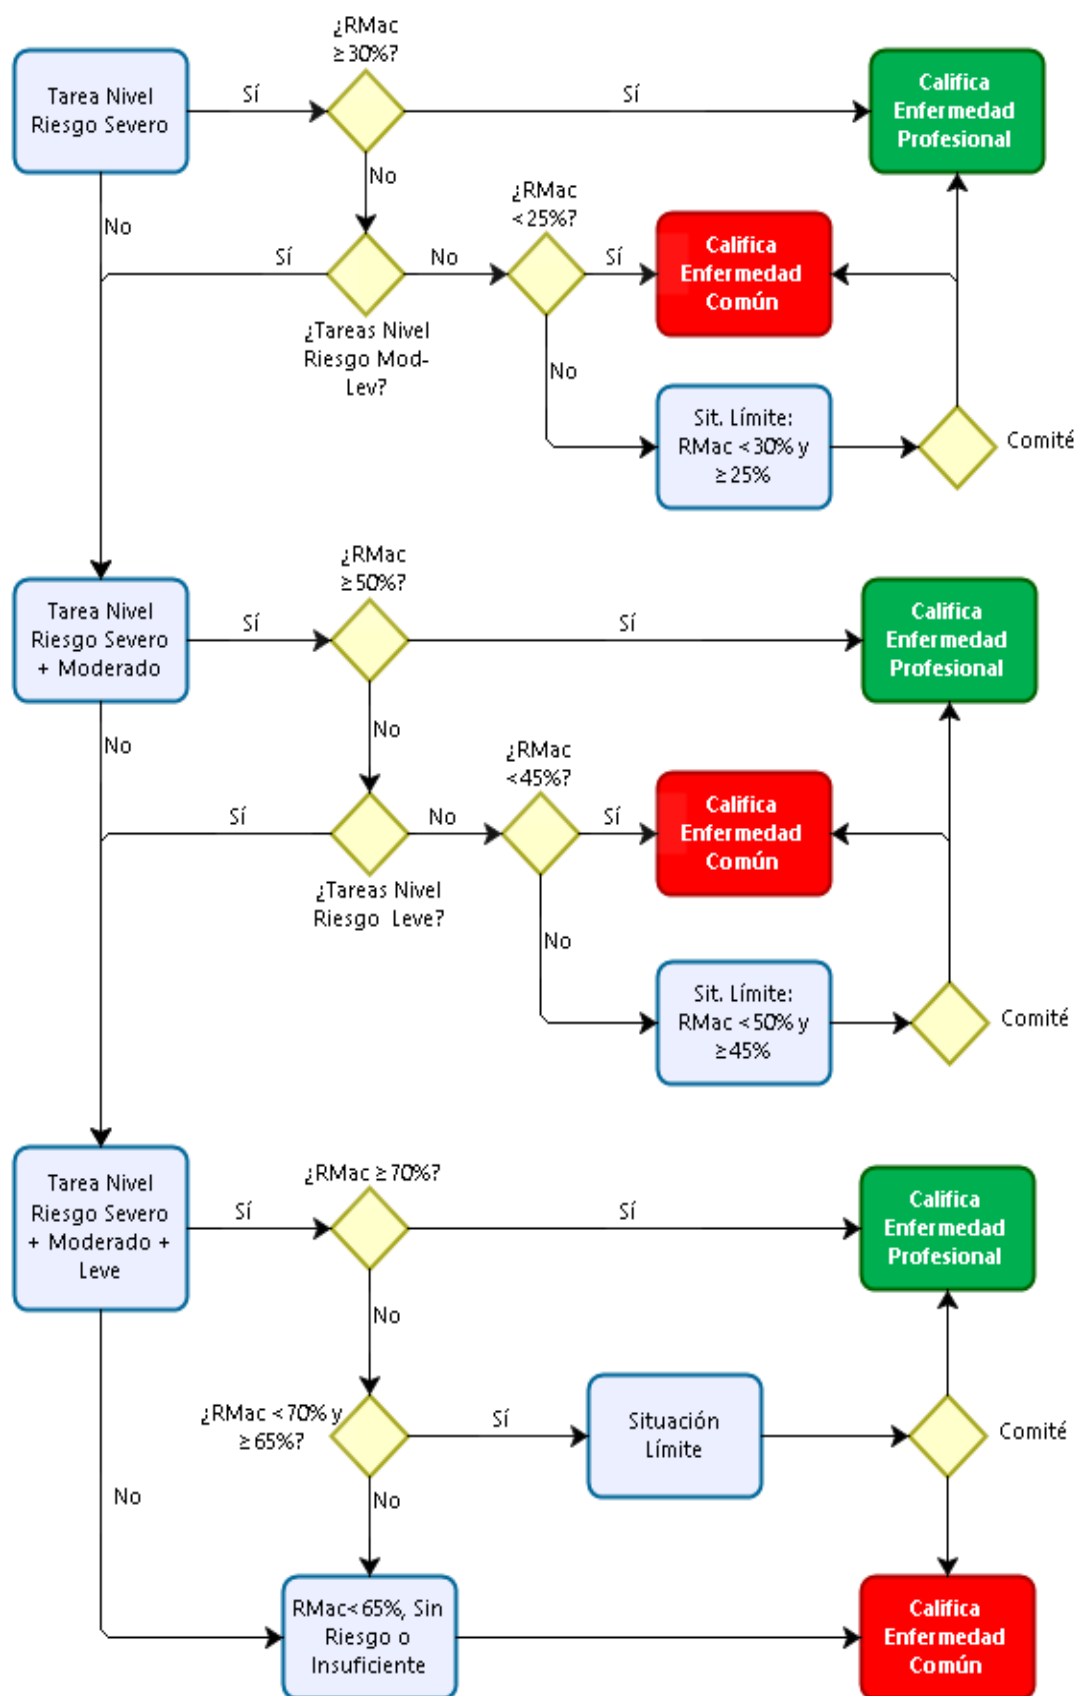 ¿RMac
≥30%?
Tarea Nivel
Riesgo Severo
Sí
Sí
Califica
Enfermedad
Profesional
No
No
¿RMac
<25%?
Sí
No
Sí
Califica
Enfermedad
Común
¿Tareas Nivel
Riesgo Mod-
Lev?
No
Sit. Límite:
RMac <30% y
≥25%
Comité
¿RMac
≥50%?
Tarea Nivel
Riesgo Severo
+ Moderado
Sí
Sí
Califica
Enfermedad
Profesional
No
No
¿RMac
<45%?
Sí
No
Sí
Califica
Enfermedad
Común
¿Tareas Nivel
Riesgo Leve?
No
Sit. Límite:
RMac <50% y
≥45%
Comité
¿RMac ≥70%?
Tarea Nivel
Riesgo Severo
+ Moderado +
Leve
Sí
Sí
Califica
Enfermedad
Profesional
No
¿RMac <70% y
≥65%?
Sí
Situación
Límite
Comité
No
No
RMac<65%, Sin
Riesgo o
Insuficiente
Califica
Enfermedad
Común